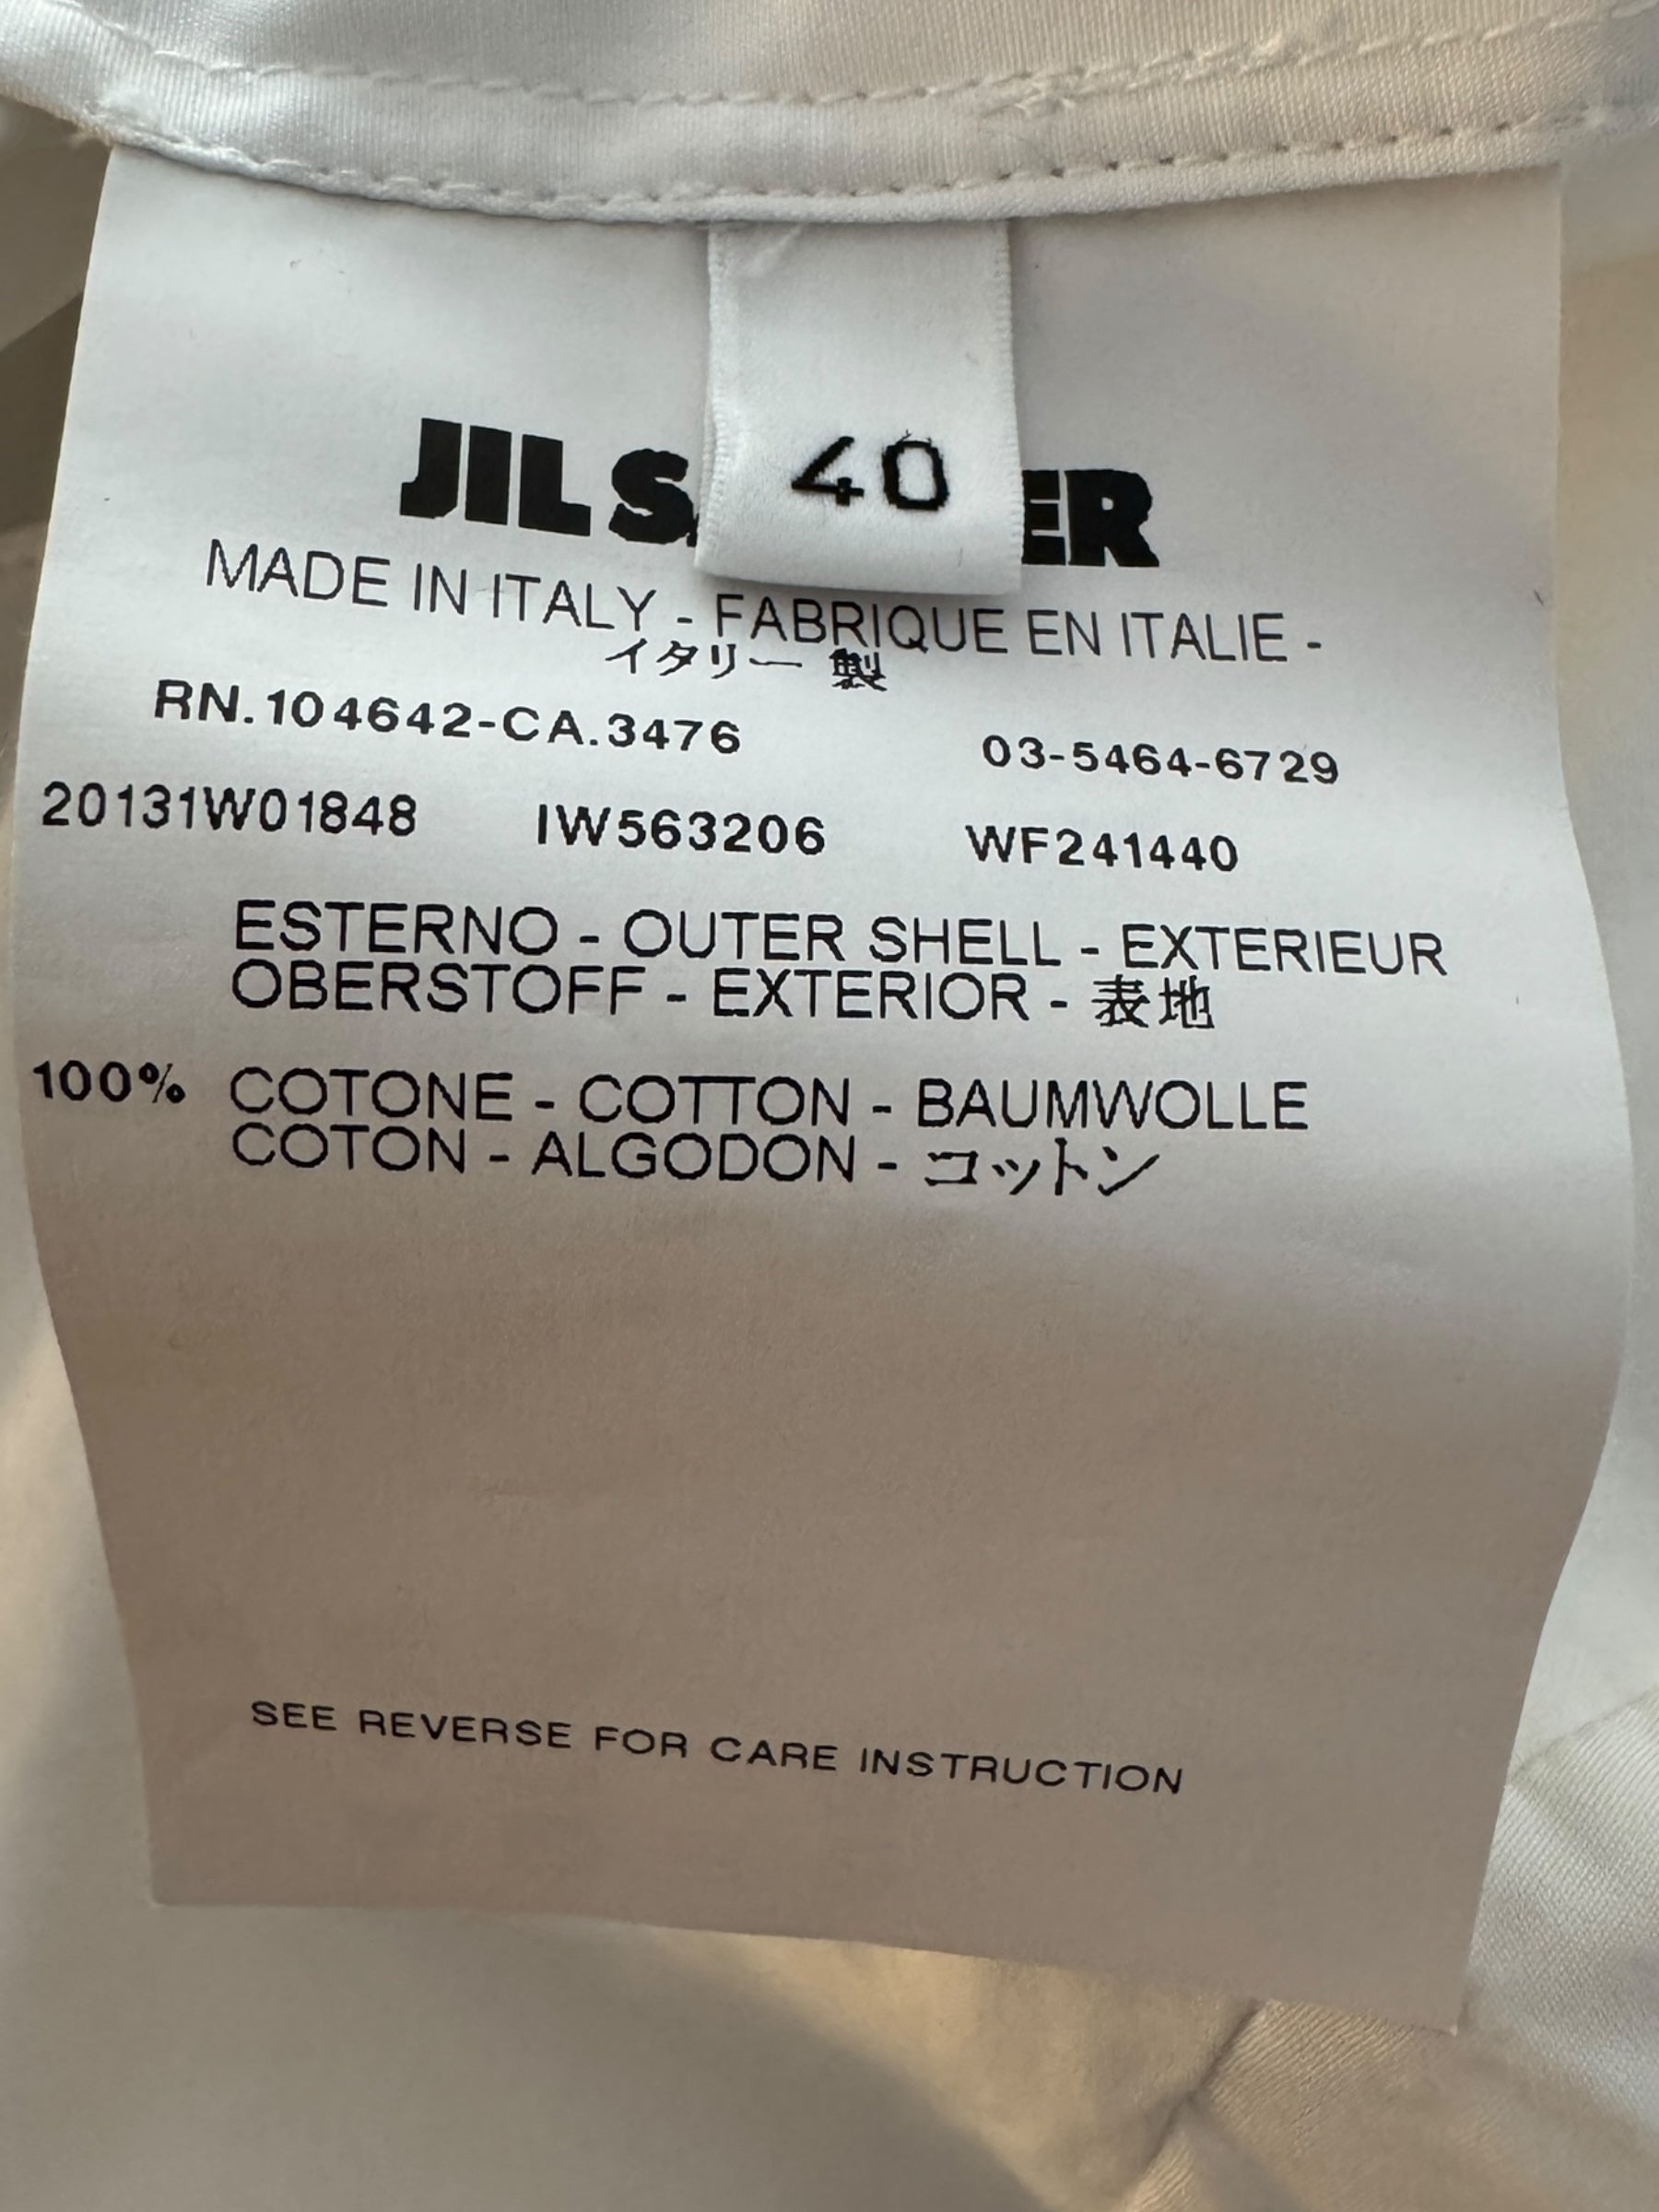 JIL S ER
40
MADE IN ITALY - FABRIQUE EN ITALIE -
イタリー 製
RN.104642-CA.3476 03-5464-6729
20131W01848 IW563206 WF241440
ESTERNO - OUTER SHELL - EXTERIEUR
OBERSTOFF - EXTERIOR - 表地
100% COTONE - COTTON - BAUMWOLLE
COTON - ALGODON - コットン
SEE REVERSE FOR CARE INSTRUCTION